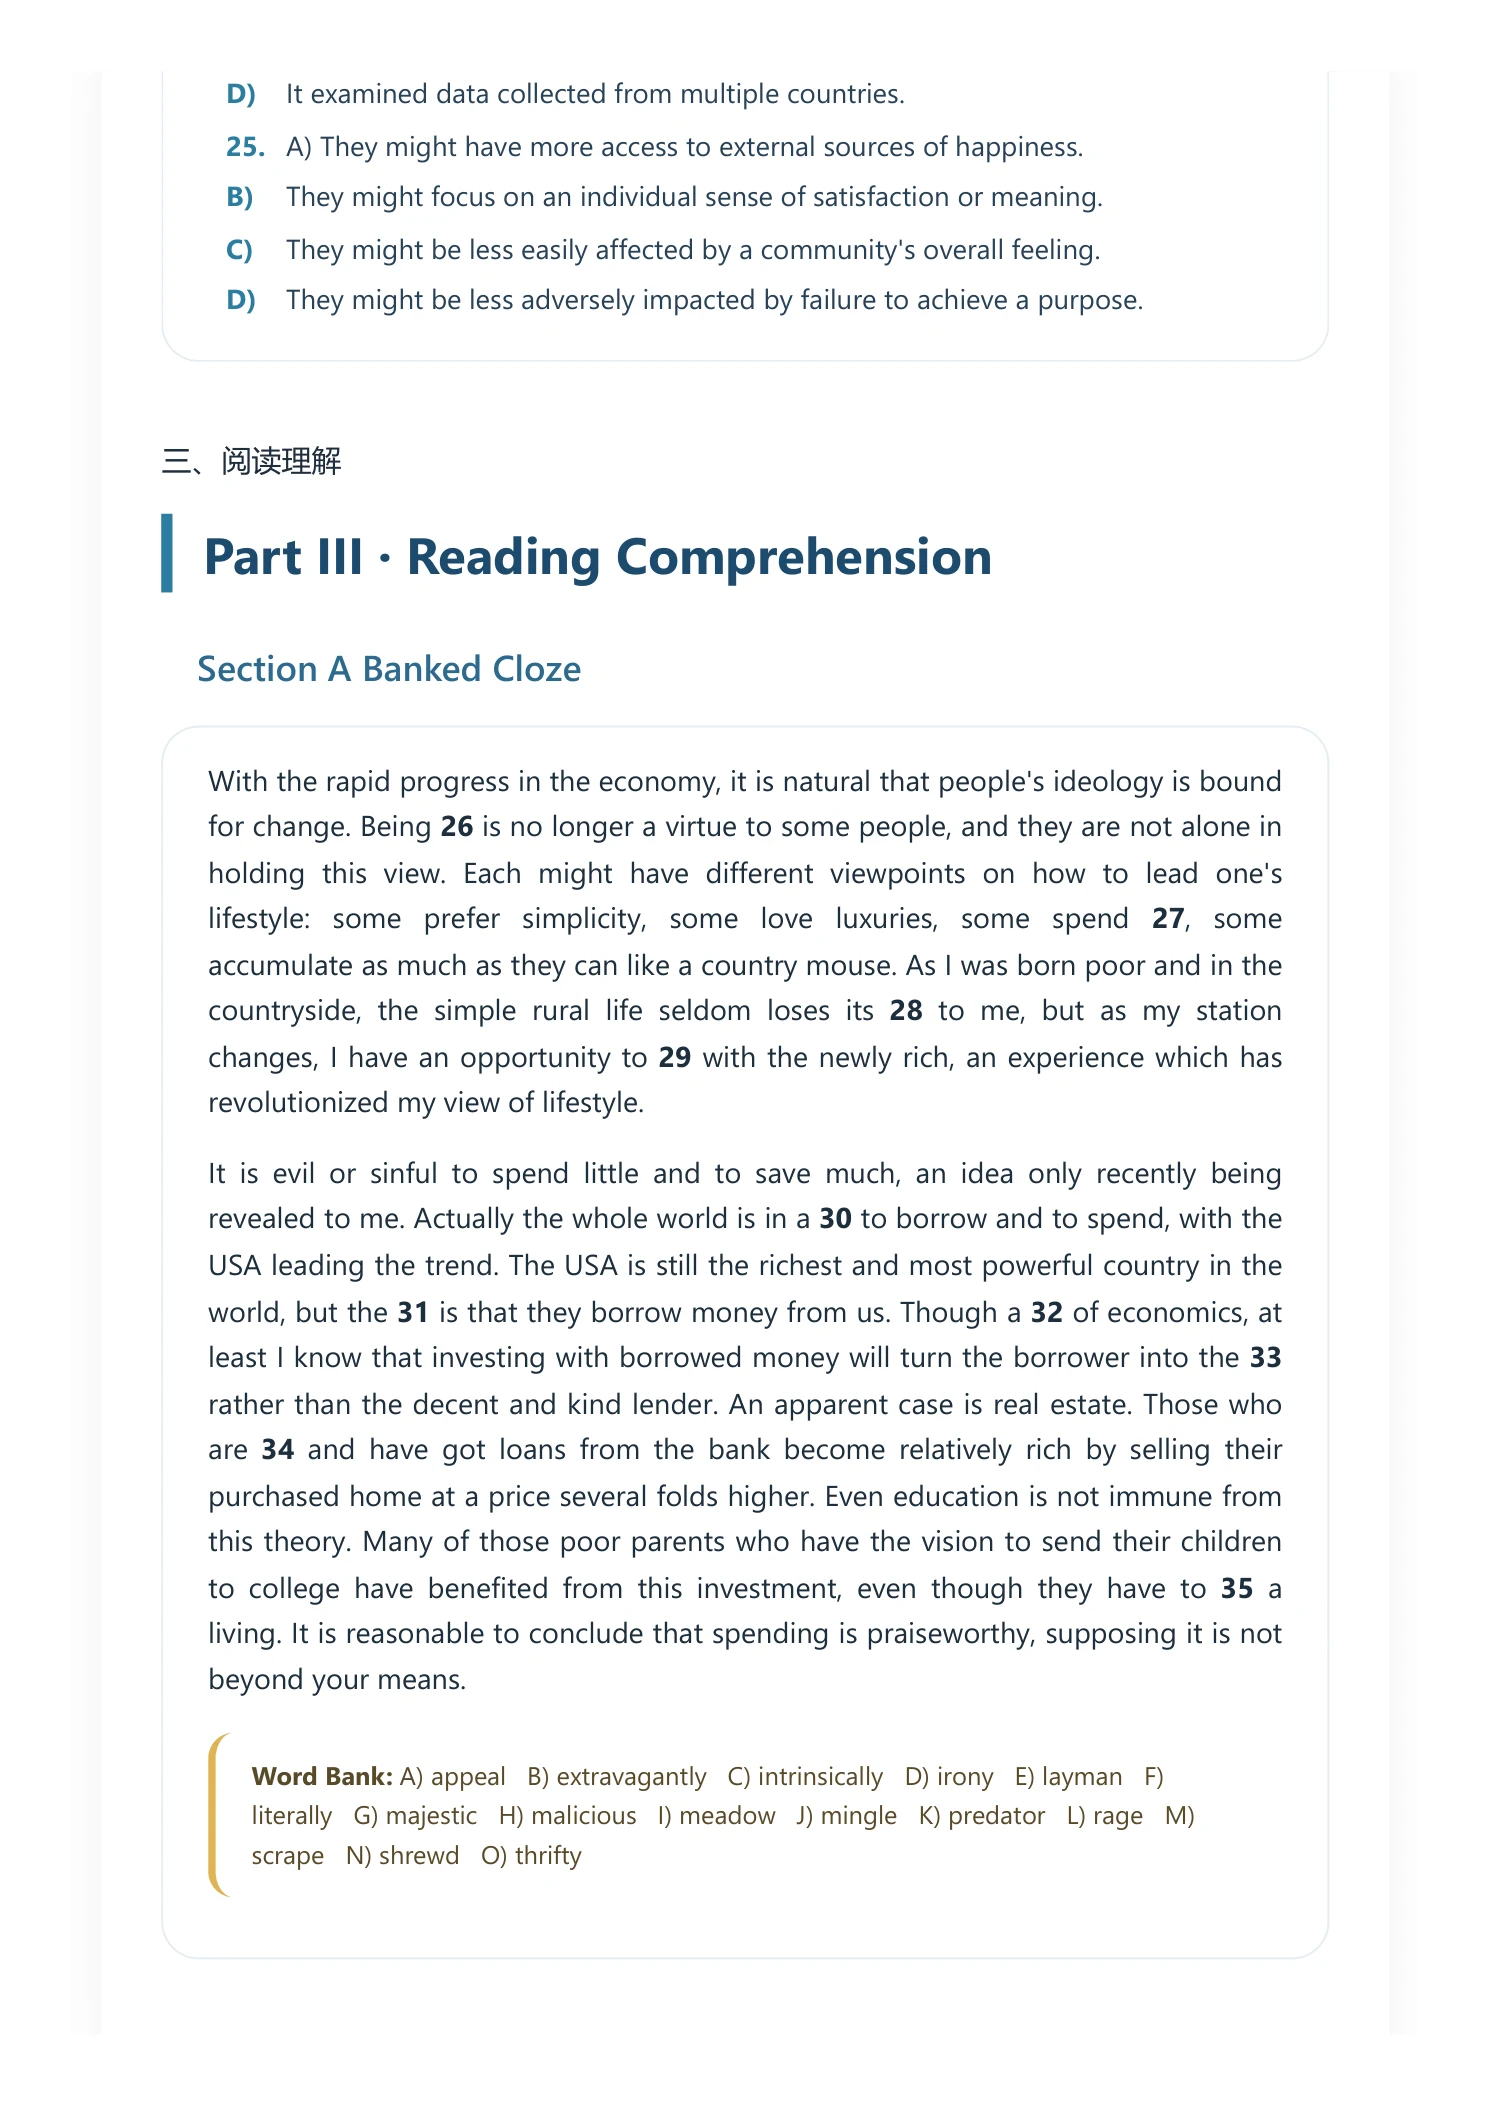 D) It examined data collected from multiple countries.
25. A) They might have more access to external sources of happiness.
B) They might focus on an individual sense of satisfaction or meaning.
C) They might be less easily affected by a community's overall feeling.
D) They might be less adversely impacted by failure to achieve a purpose.
三、阅读理解
Part III · Reading Comprehension
Section A Banked Cloze
With the rapid progress in the economy, it is natural that people's ideology is bound
for change. Being 26 is no longer a virtue to some people, and they are not alone in
holding this view. Each might have different viewpoints on how to lead one's
lifestyle: some prefer simplicity, some love luxuries, some spend 27, some
accumulate as much as they can like a country mouse. As I was born poor and in the
countryside, the simple rural life seldom loses its 28 to me, but as my station
changes, I have an opportunity to 29 with the newly rich, an experience which has
revolutionized my view of lifestyle.
It is evil or sinful to spend little and to save much, an idea only recently being
revealed to me. Actually the whole world is in a 30 to borrow and to spend, with the
USA leading the trend. The USA is still the richest and most powerful country in the
world, but the 31 is that they borrow money from us. Though a 32 of economics, at
least I know that investing with borrowed money will turn the borrower into the 33
rather than the decent and kind lender. An apparent case is real estate. Those who
are 34 and have got loans from the bank become relatively rich by selling their
purchased home at a price several folds higher. Even education is not immune from
this theory. Many of those poor parents who have the vision to send their children
to college have benefited from this investment, even though they have to 35 a
living. It is reasonable to conclude that spending is praiseworthy, supposing it is not
beyond your means.
Word Bank: A) appeal B) extravagantly C) intrinsically D) irony E) layman F)
literally G) majestic H) malicious I) meadow J) mingle K) predator L) rage M)
scrape N) shrewd O) thrifty